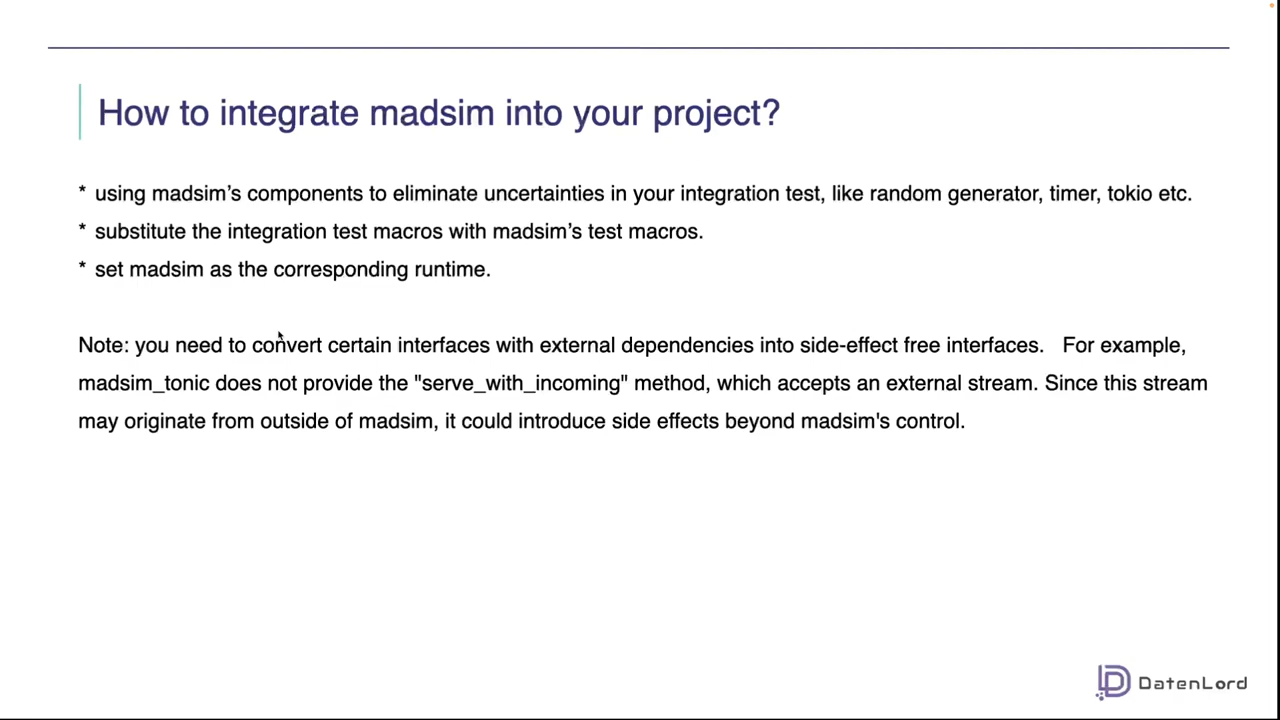 How to integrate madsim into your project?
* using madsim’s components to eliminate uncertainties in your integration test, like random generator, timer, tokio etc.
* substitute the integration test macros with madsim’s test macros.
* set madsim as the corresponding runtime.
Note: you need to convert certain interfaces with external dependencies into side-effect free interfaces. For example,
madsim_tonic does not provide the "serve_with_incoming" method, which accepts an external stream. Since this stream
may originate from outside of madsim, it could introduce side effects beyond madsim's control.
DatenLord